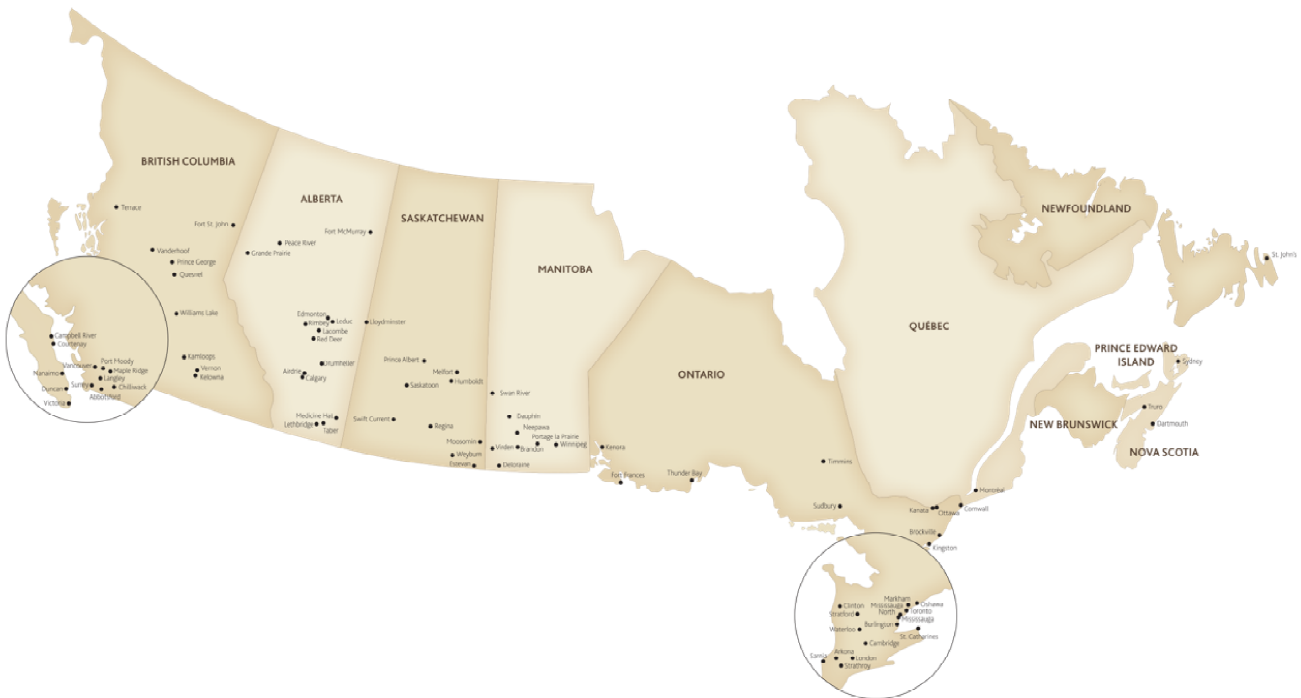 BRITISH COLUMBIA
Terrace
Fort St. John
Vanderhoof
Prince George
Quesnel
Williams Lake
Kamloops
Vernon
Kelowna
Campbell River
Courtenay
Port Moody
Vancouver
Maple Ridge
Nanaimo
Langley
Surrey
Chilliwack
Duncan
Abbotsford
Victoria
ALBERTA
Fort McMurray
Peace River
Grande Prairie
Edmonton
Leduc
Rimbey
Lacombe
Red Deer
Drumheller
Airdrie
Calgary
Medicine Hat
Lethbridge
Taber
SASKATCHEWAN
Lloydminster
Prince Albert
Melfort
Humboldt
Saskatoon
Swift Current
Regina
Moosomin
Weyburn
Estevan
MANITOBA
Swan River
Dauphin
Neepawa
Portage la Prairie
Virden
Brandon
Winnipeg
Deloraine
ONTARIO
Kenora
Fort Frances
Thunder Bay
Timmins
Sudbury
Kanata
Ottawa
Cornwall
Brockville
Kingston
Markham
Mississauga
Oshawa
North
Toronto
Mississauga
Clinton
Stratford
Burlington
Waterloo
St. Catharines
Cambridge
Sarnia
Arkona
London
Strathroy
QUÉBEC
Montréal
NEWFOUNDLAND
St. John's
PRINCE EDWARD
ISLAND
Sydney
NEW BRUNSWICK
Truro
Dartmouth
NOVA SCOTIA